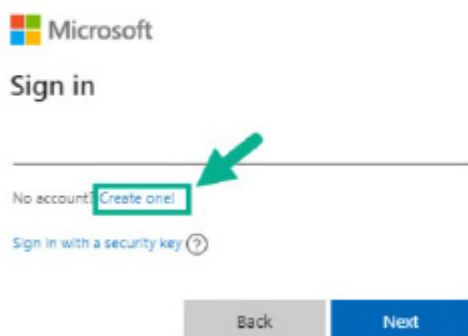 Microsoft
Sign in
No account? Create one!
Sign in with a security key ?
Back Next